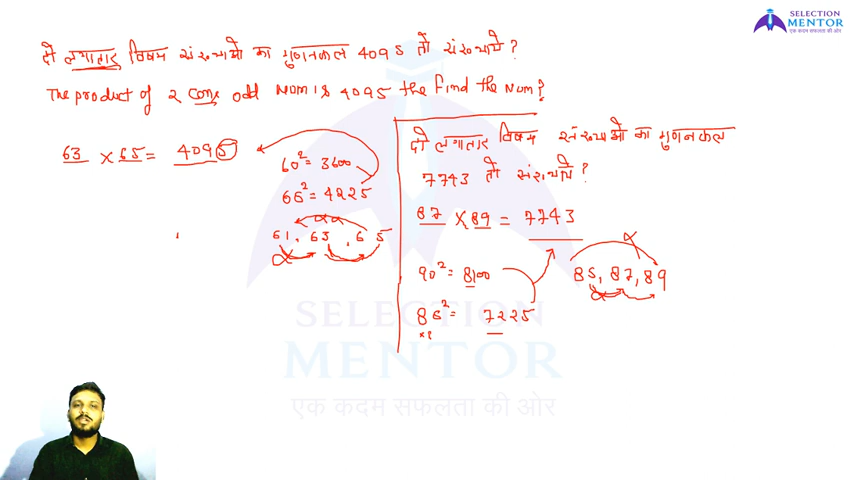 SELECTION
MENTOR
एक कदम सफलता की ओर
दो लगातार विषम संख्याओ का गुणनफल 4095 तो संख्याये?
The product of 2 Cons odd Num is 4095 the find the Num?
63 × 65 = 4095
60² = 3600
65² = 4225
61, 63, 65
दो लगातार विषम संख्याओ का गुणनफल
7743 तो संख्याये?
87 × 89 = 7743
90² = 8100
85² = 7225
85, 87, 89
SELECTION
MENTOR
एक कदम सफलता की ओर